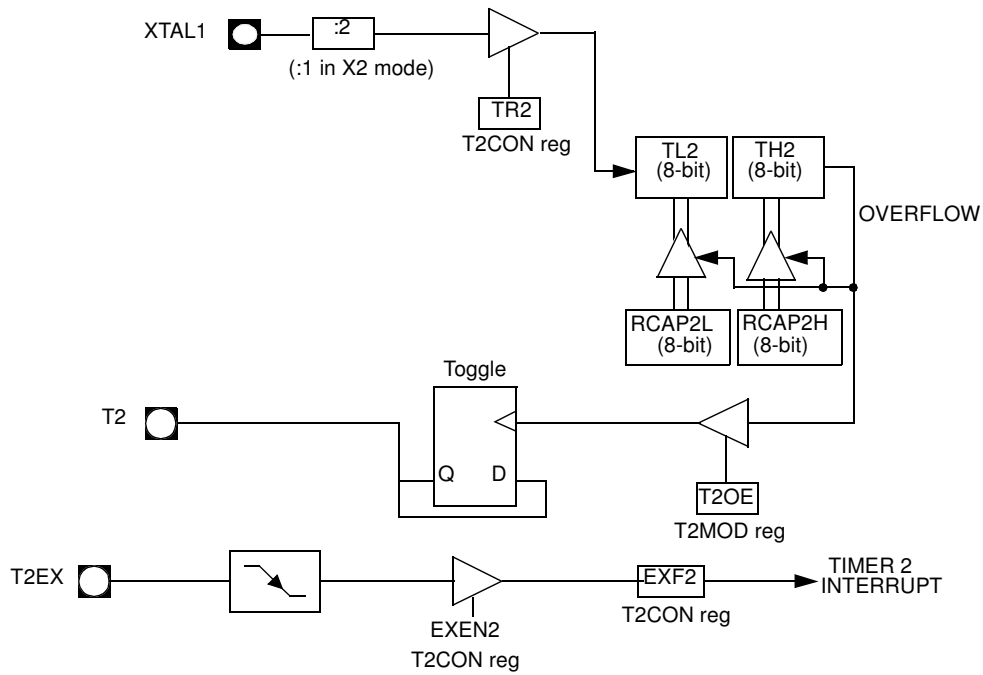 XTAL1
:2
(:1 in X2 mode)
TR2
T2CON reg
TL2
(8-bit)
TH2
(8-bit)
OVERFLOW
RCAP2L
(8-bit)
RCAP2H
(8-bit)
Toggle
T2
Q
D
T2OE
T2MOD reg
T2EX
EXEN2
T2CON reg
EXF2
T2CON reg
TIMER 2
INTERRUPT